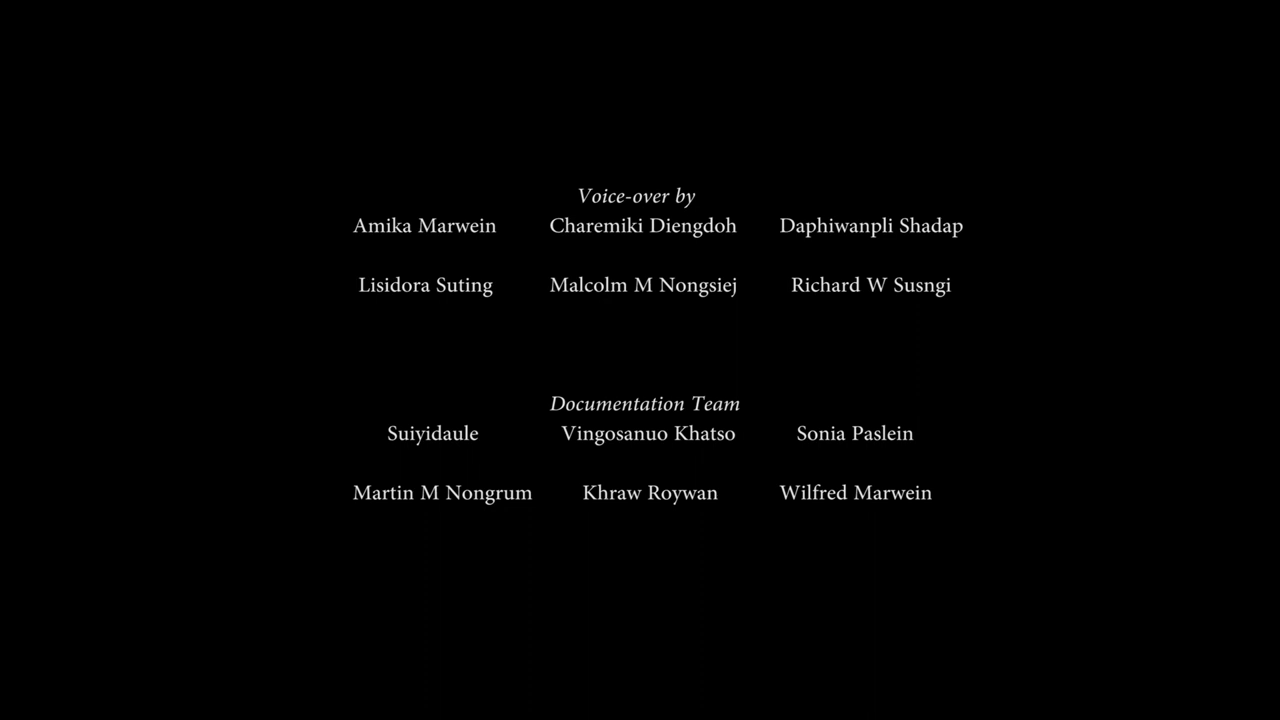 Voice-over by
Amika Marwein Charemiki Diengdoh Daphiwanpli Shadap
Lisidora Suting Malcolm M Nongsiej Richard W Susngi
Documentation Team
Suiyidaule Vingosanuo Khatso Sonia Paslein
Martin M Nongrum Khraw Roywan Wilfred Marwein